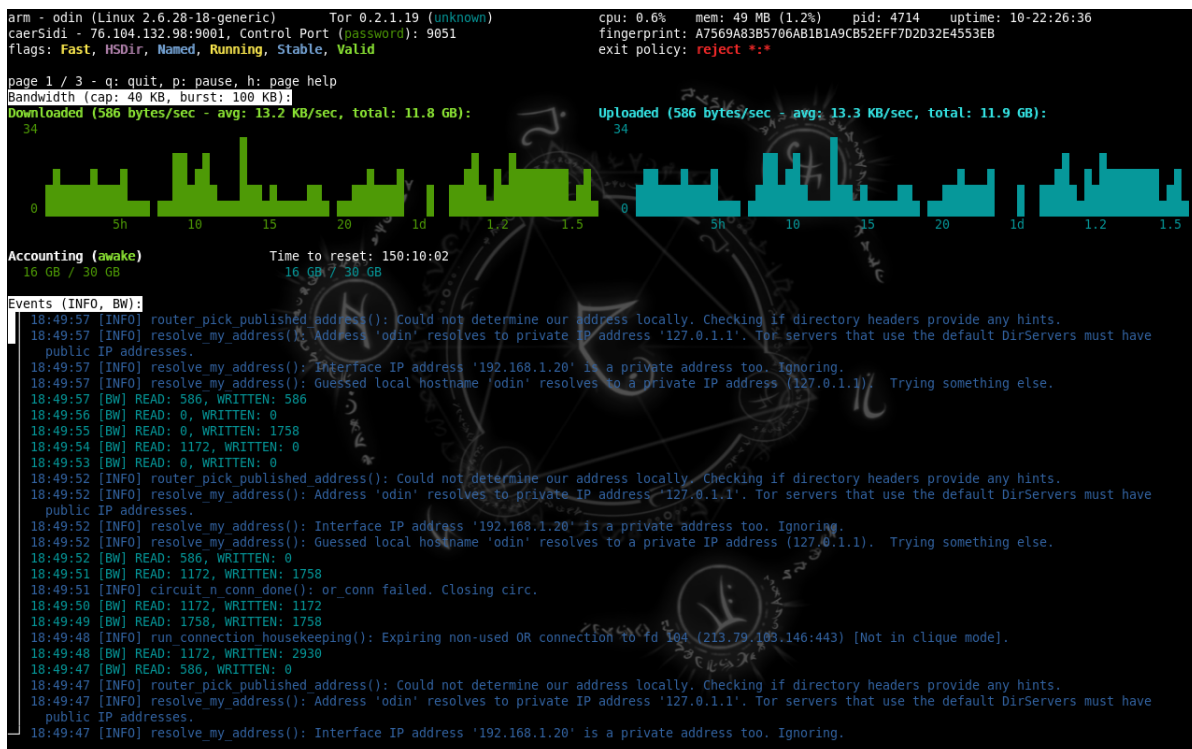 arm - odin (Linux 2.6.28-18-generic) Tor 0.2.1.19 (unknown) cpu: 0.6% mem: 49 MB (1.2%) pid: 4714 uptime: 10-22:26:36
caerSidi - 76.104.132.98:9001, Control Port (password): 9051 fingerprint: A7569A83B5706AB1B1A9CB52EFF7D2D32E4553EB
flags: Fast, HSDir, Named, Running, Stable, Valid exit policy: reject *:*
page 1 / 3 - q: quit, p: pause, h: page help
Bandwidth (cap: 40 KB, burst: 100 KB):
Downloaded (586 bytes/sec - avg: 13.2 KB/sec, total: 11.8 GB): Uploaded (586 bytes/sec - avg: 13.3 KB/sec, total: 11.9 GB):
34 34
0 0
5h 10 15 20 1d 1.2 1.5 5h 10 15 20 1d 1.2 1.5
Accounting (awake) Time to reset: 150:10:02
16 GB / 30 GB 16 GB / 30 GB
Events (INFO, BW):
18:49:57 [INFO] router_pick_published_address(): Could not determine our address locally. Checking if directory headers provide any hints.
18:49:57 [INFO] resolve_my_address(): Address 'odin' resolves to private IP address '127.0.1.1'. Tor servers that use the default DirServers must have
public IP addresses.
18:49:57 [INFO] resolve_my_address(): Interface IP address '192.168.1.20' is a private address too. Ignoring.
18:49:57 [INFO] resolve_my_address(): Guessed local hostname 'odin' resolves to a private IP address (127.0.1.1). Trying something else.
18:49:57 [BW] READ: 586, WRITTEN: 586
18:49:56 [BW] READ: 0, WRITTEN: 0
18:49:55 [BW] READ: 0, WRITTEN: 1758
18:49:54 [BW] READ: 1172, WRITTEN: 0
18:49:53 [BW] READ: 0, WRITTEN: 0
18:49:52 [INFO] router_pick_published_address(): Could not determine our address locally. Checking if directory headers provide any hints.
18:49:52 [INFO] resolve_my_address(): Address 'odin' resolves to private IP address '127.0.1.1'. Tor servers that use the default DirServers must have
public IP addresses.
18:49:52 [INFO] resolve_my_address(): Interface IP address '192.168.1.20' is a private address too. Ignoring.
18:49:52 [INFO] resolve_my_address(): Guessed local hostname 'odin' resolves to a private IP address (127.0.1.1). Trying something else.
18:49:52 [BW] READ: 586, WRITTEN: 0
18:49:51 [BW] READ: 1172, WRITTEN: 1758
18:49:51 [INFO] circuit_n_conn_done(): or_conn failed. Closing circ.
18:49:50 [BW] READ: 1172, WRITTEN: 1172
18:49:49 [BW] READ: 1758, WRITTEN: 1758
18:49:48 [INFO] run_connection_housekeeping(): Expiring non-used OR connection to fd 104 (213.79.103.146:443) [Not in clique mode].
18:49:48 [BW] READ: 1172, WRITTEN: 2930
18:49:47 [BW] READ: 586, WRITTEN: 0
18:49:47 [INFO] router_pick_published_address(): Could not determine our address locally. Checking if directory headers provide any hints.
18:49:47 [INFO] resolve_my_address(): Address 'odin' resolves to private IP address '127.0.1.1'. Tor servers that use the default DirServers must have
public IP addresses.
18:49:47 [INFO] resolve_my_address(): Interface IP address '192.168.1.20' is a private address too. Ignoring.